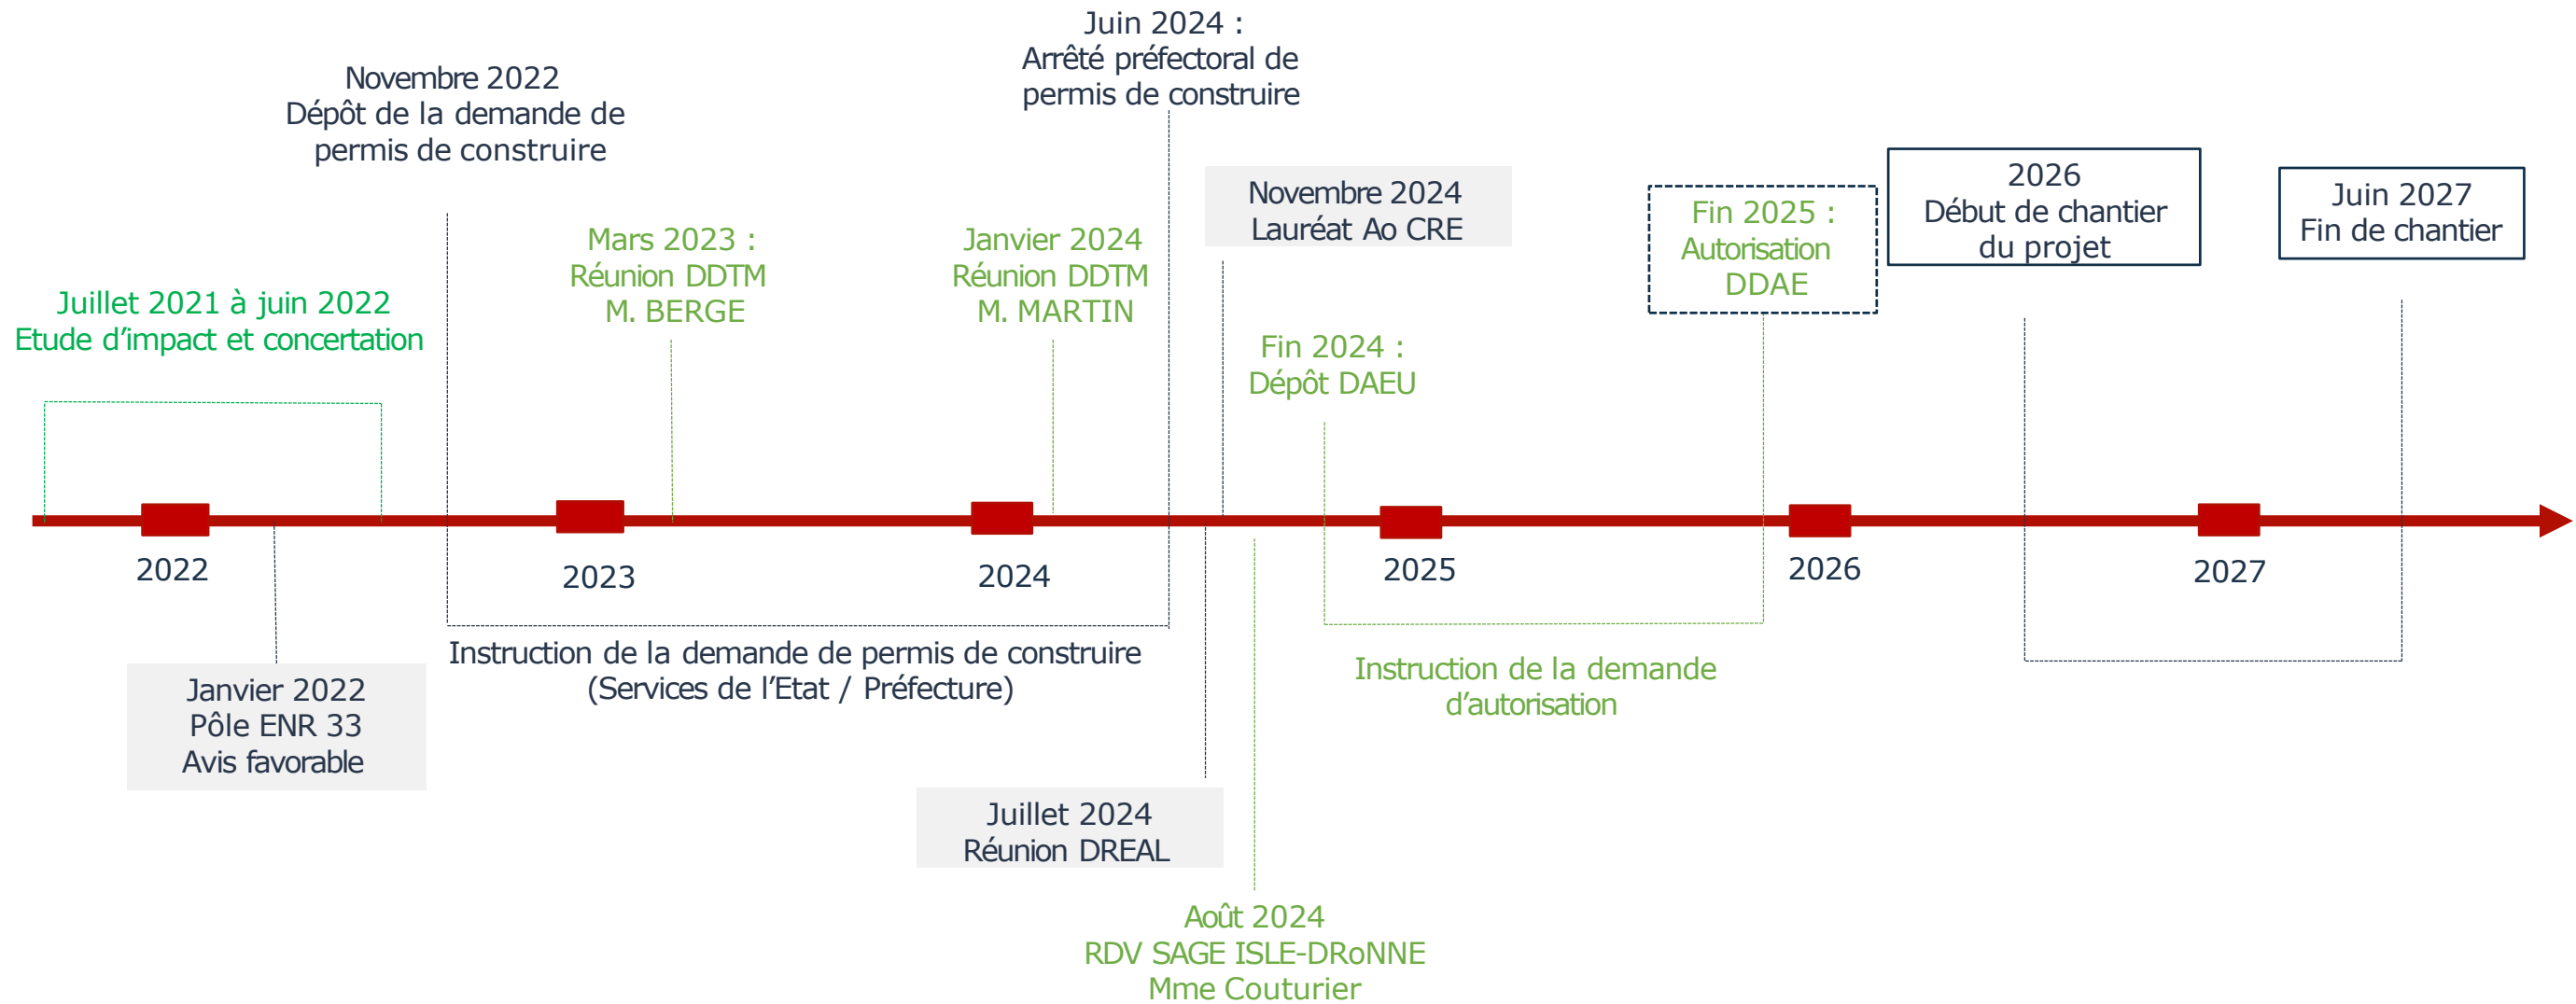 Juin 2024 :
Arrêté préfectoral de
permis de construire
Novembre 2022
Dépôt de la demande de
permis de construire
Juillet 2021 à juin 2022
Etude d’impact et concertation
Mars 2023 :
Réunion DDTM
M. BERGE
Janvier 2024
Réunion DDTM
M. MARTIN
Novembre 2024
Lauréat Ao CRE
Fin 2024 :
Dépôt DAEU
Fin 2025 :
Autorisation
DDAE
2026
Début de chantier
du projet
Juin 2027
Fin de chantier
2022
2023
2024
2025
2026
2027
Janvier 2022
Pôle ENR 33
Avis favorable
Instruction de la demande de permis de construire
(Services de l’Etat / Préfecture)
Instruction de la demande
d’autorisation
Juillet 2024
Réunion DREAL
Août 2024
RDV SAGE ISLE-DRoNNE
Mme Couturier